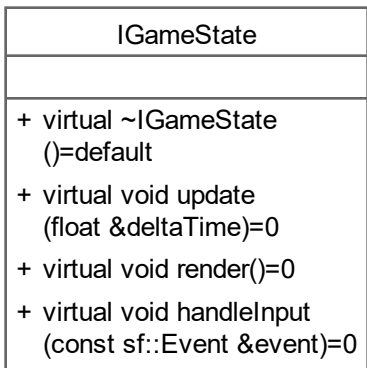 IGameState
+ virtual ~IGameState
()=default
+ virtual void update
(float &deltaTime)=0
+ virtual void render()=0
+ virtual void handleInput
(const sf::Event &event)=0